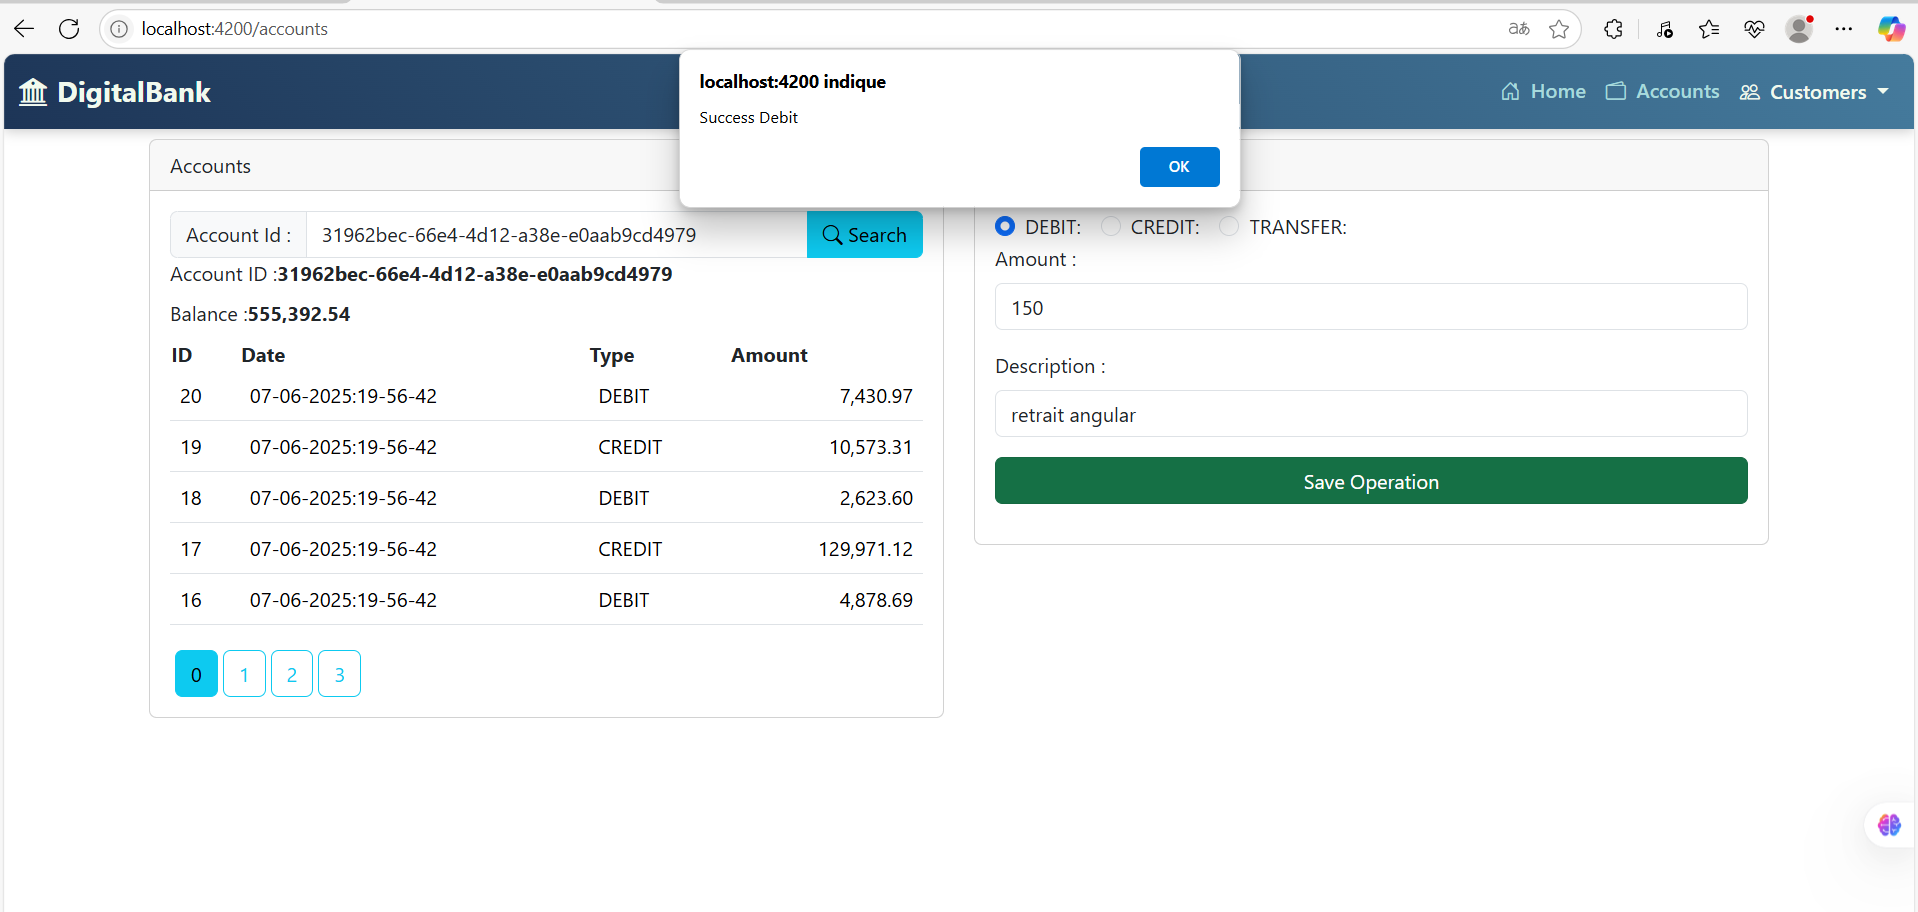 localhost:4200/accounts
aあ
DigitalBank
Home
Accounts
Customers
localhost:4200 indique
Success Debit
OK
Accounts
Account Id :
31962bec-66e4-4d12-a38e-e0aab9cd4979
Search
Account ID :31962bec-66e4-4d12-a38e-e0aab9cd4979
Balance :555,392.54
ID Date Type Amount
20 07-06-2025:19-56-42 DEBIT 7,430.97
19 07-06-2025:19-56-42 CREDIT 10,573.31
18 07-06-2025:19-56-42 DEBIT 2,623.60
17 07-06-2025:19-56-42 CREDIT 129,971.12
16 07-06-2025:19-56-42 DEBIT 4,878.69
0 1 2 3
DEBIT: CREDIT: TRANSFER:
Amount :
150
Description :
retrait angular
Save Operation